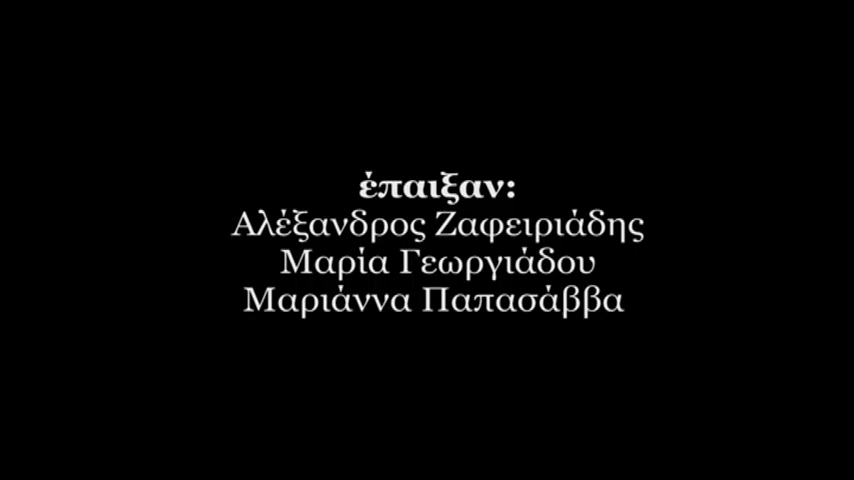 έπαιξαν:
Αλέξανδρος Ζαφειριάδης
Μαρία Γεωργιάδου
Μαριάννα Παπασάββα